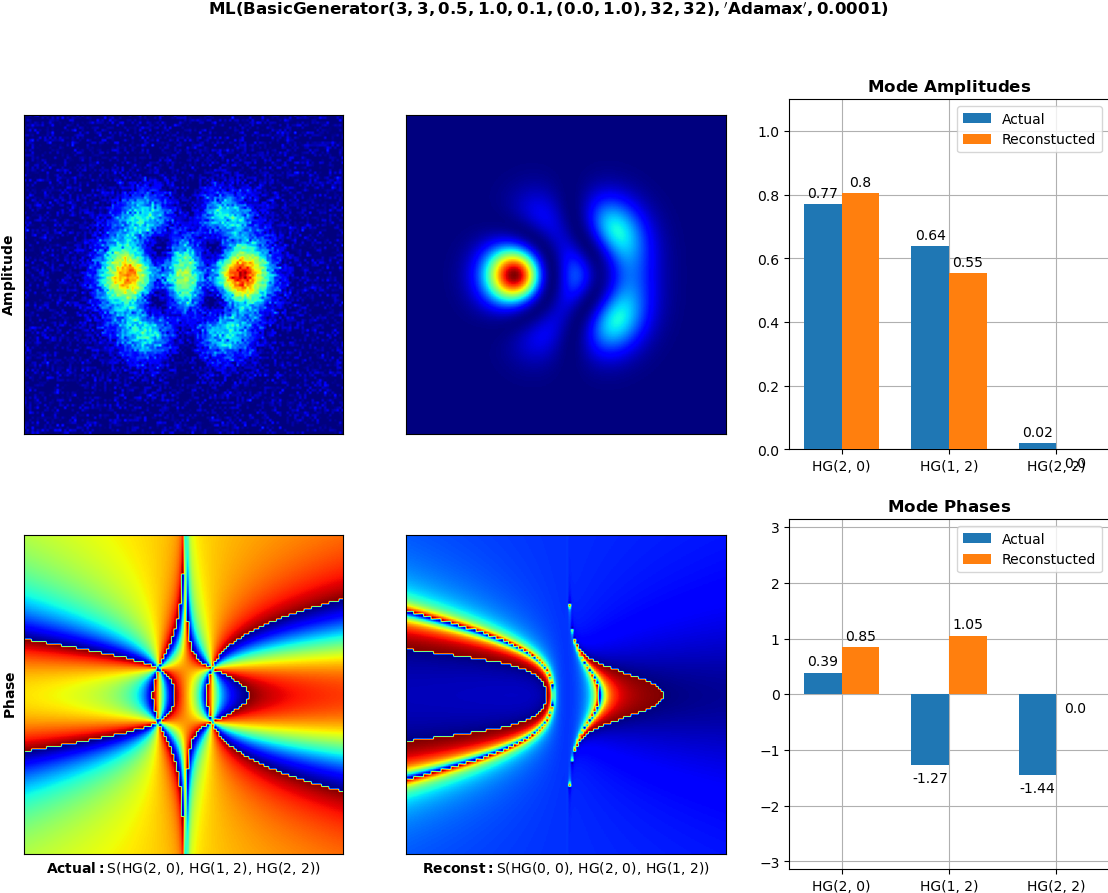 ML(BasicGenerator(3, 3, 0.5, 1.0, 0.1, (0.0, 1.0), 32, 32), 'Adamax', 0.0001)
Amplitude
Mode Amplitudes
Actual
Reconstucted
1.0
0.8
0.6
0.4
0.2
0.0
0.77
0.8
0.64
0.55
0.02
0.0
HG(2, 0)
HG(1, 2)
HG(2, 2)
Phase
Actual: S(HG(2, 0), HG(1, 2), HG(2, 2))
Reconst: S(HG(0, 0), HG(2, 0), HG(1, 2))
Mode Phases
Actual
Reconstucted
3
2
1
0
−1
−2
−3
0.39
0.85
-1.27
1.05
-1.44
0.0
HG(2, 0)
HG(1, 2)
HG(2, 2)